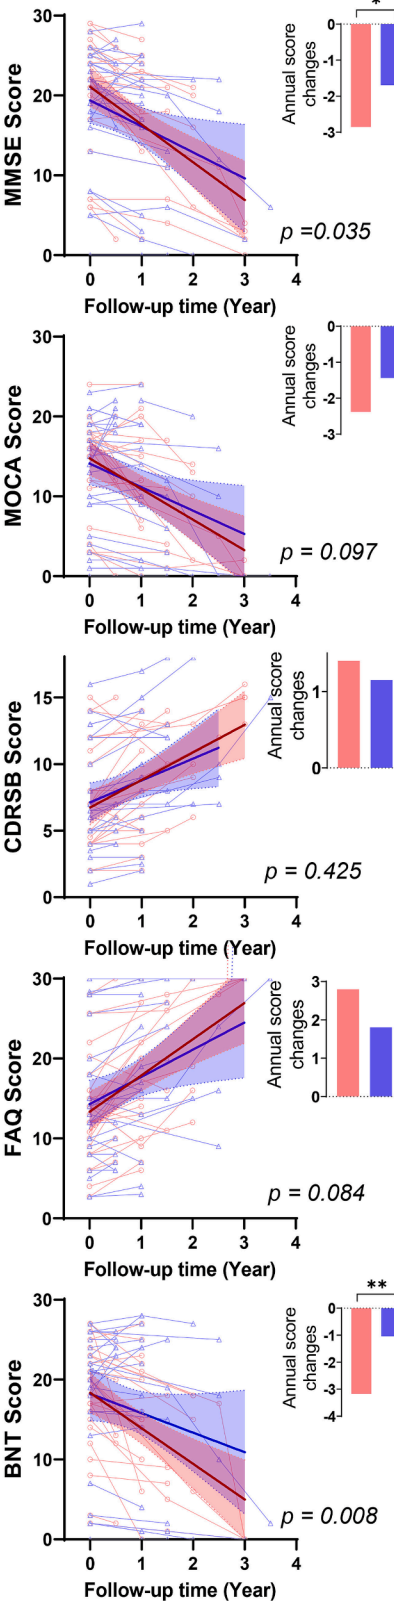 MMSE Score
30
20
10
0
0 1 2 3 4
Follow-up time (Year)
p =0.035
Annual score
changes
0
-1
-2
-3
*
MOCA Score
30
20
10
0
0 1 2 3 4
Follow-up time (Year)
p = 0.097
Annual score
changes
0
-1
-2
-3
CDRSB Score
15
10
5
0
0 1 2 3 4
Follow-up time (Year)
p = 0.425
Annual score
changes
1
0
FAQ Score
30
20
10
0
0 1 2 3 4
Follow-up time (Year)
p = 0.084
Annual score
changes
3
2
1
0
BNT Score
30
20
10
0
0 1 2 3 4
Follow-up time (Year)
p = 0.008
Annual score
changes
0
-1
-2
-3
-4
**